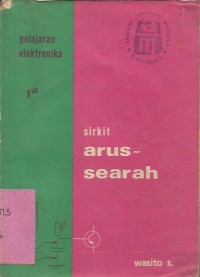 pelajaran
elektronika
1a
sirkit
arus-
searah
wasito s.